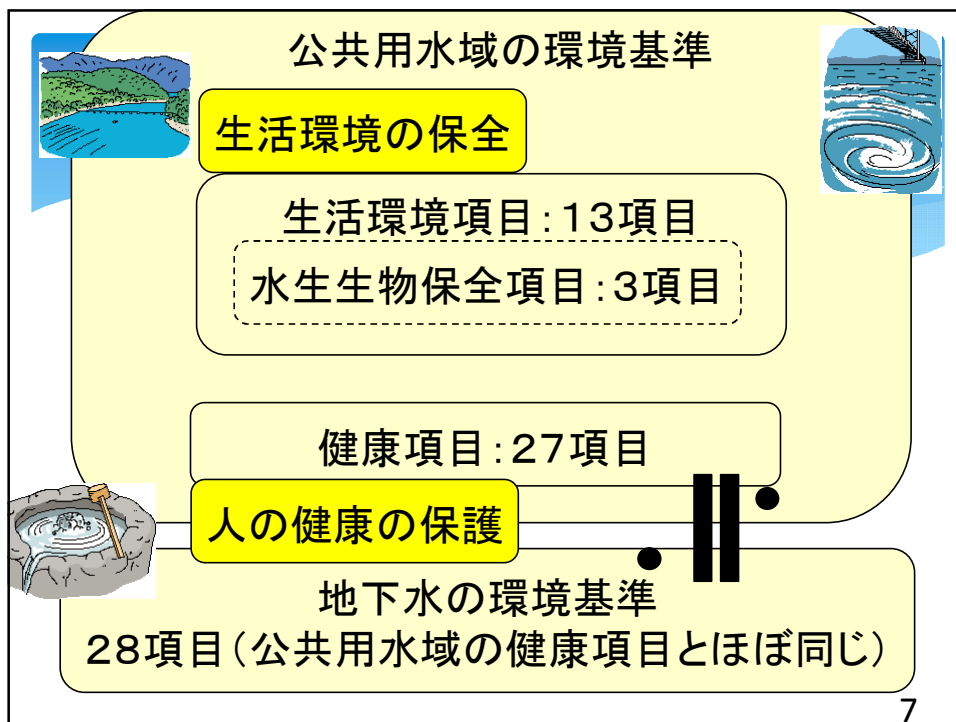 公共用水域の環境基準
生活環境の保全
生活環境項目：１３項目
水生生物保全項目：３項目
健康項目：２７項目
人の健康の保護
地下水の環境基準
２８項目（公共用水域の健康項目とほぼ同じ）
7